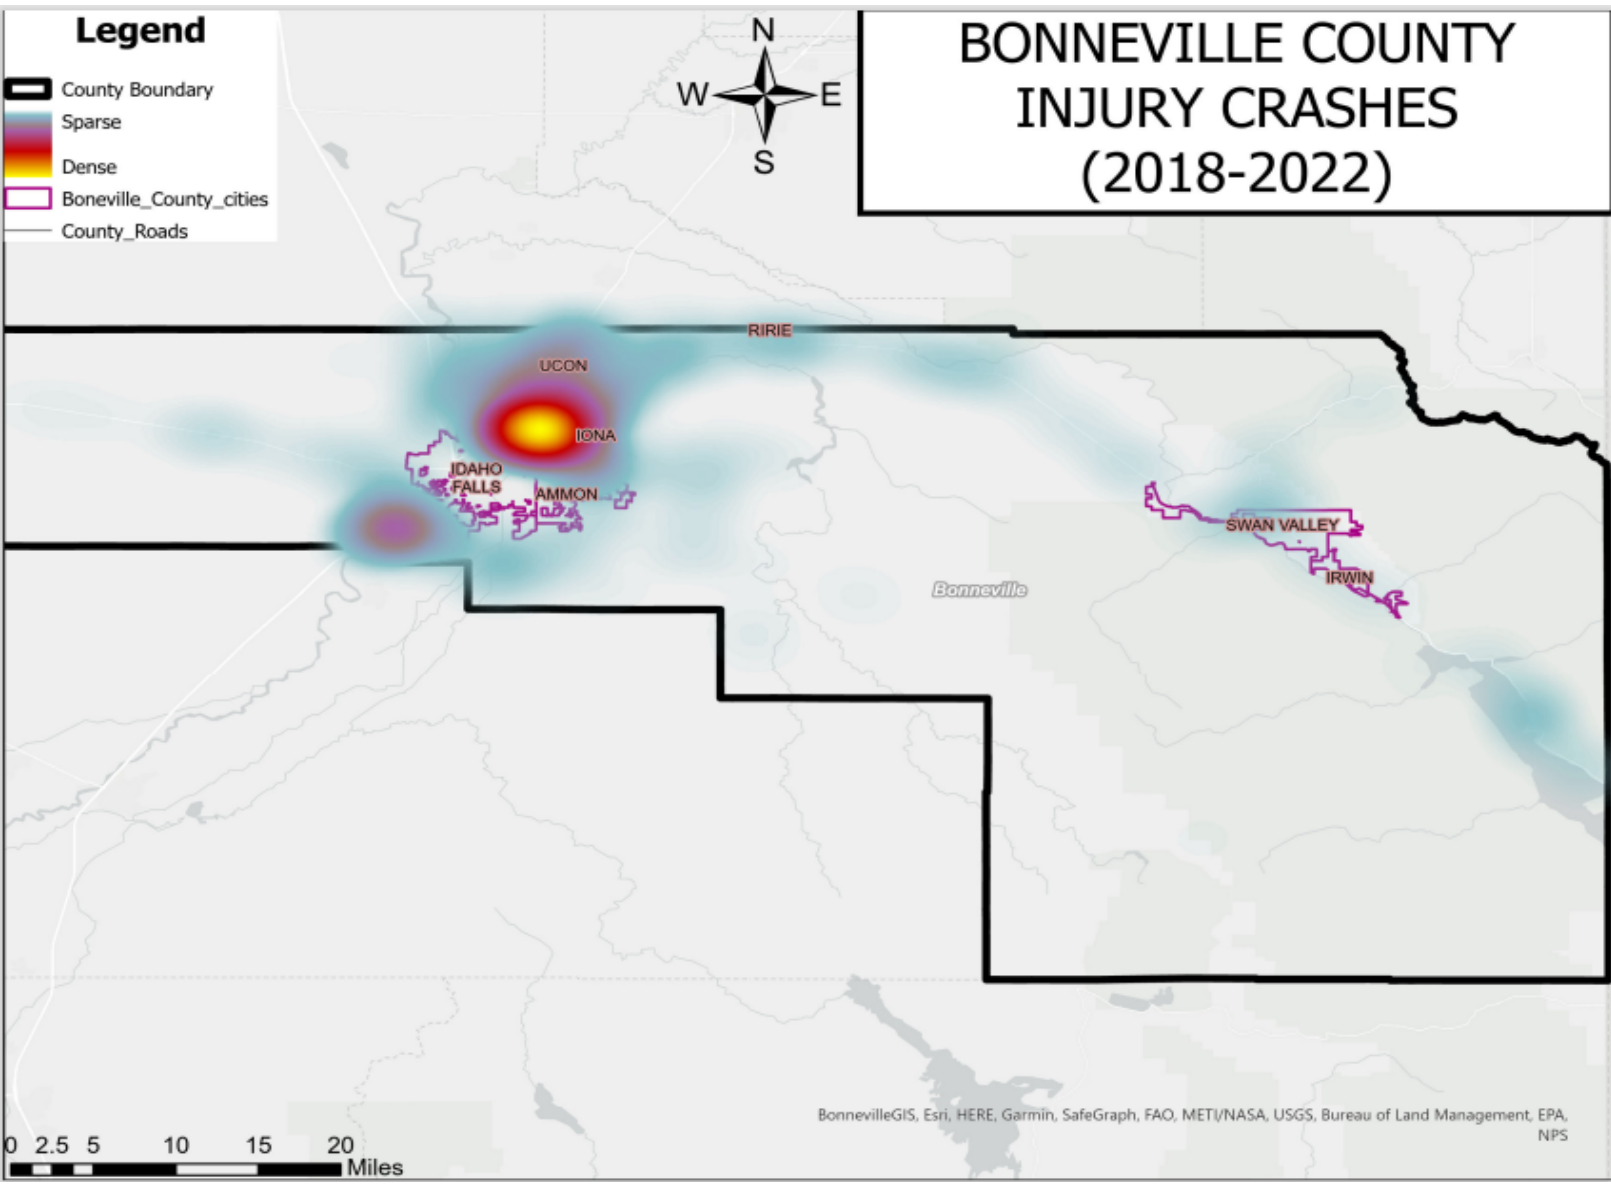 Legend
County Boundary
Sparse
Dense
Boneville_County_cities
County_Roads
N
W
E
S
BONNEVILLE COUNTY
INJURY CRASHES
(2018-2022)
RIRIE
UCON
IONA
IDAHO
FALLS
AMMON
SWAN VALLEY
IRWIN
Bonneville
BonnevilleGIS, Esri, HERE, Garmin, SafeGraph, FAO, METI/NASA, USGS, Bureau of Land Management, EPA,
NPS
0 2.5 5 10 15 20
Miles